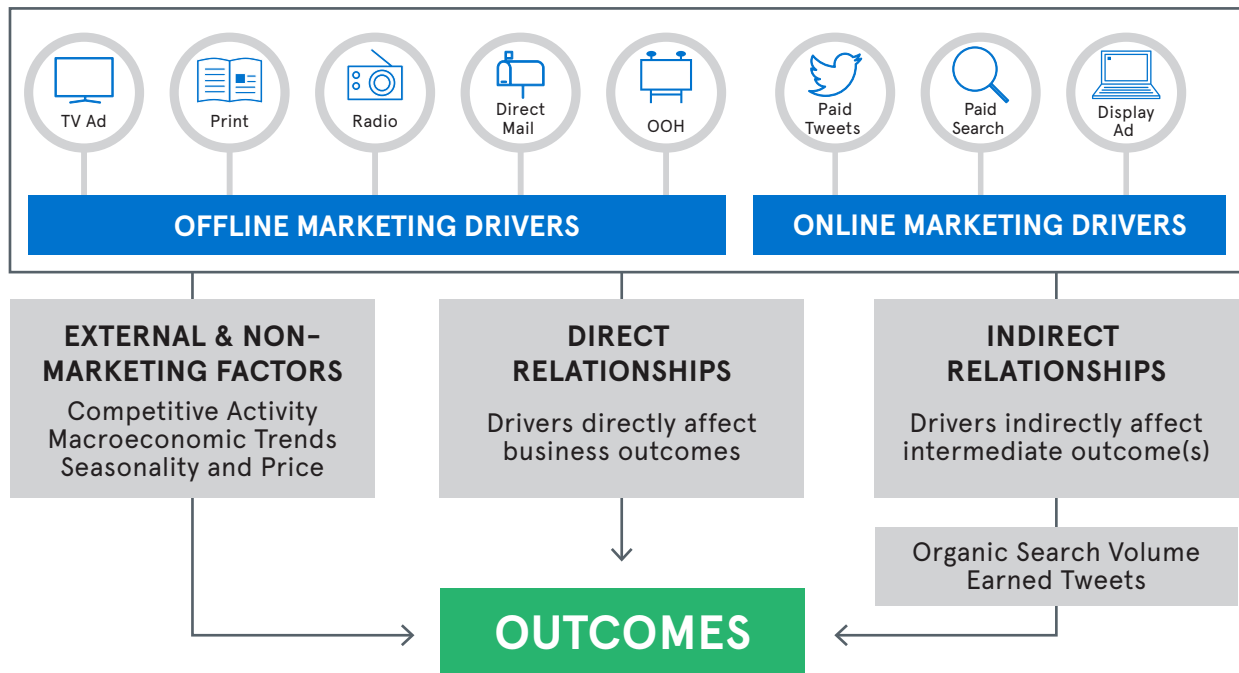 TV Ad
Print
Radio
Direct
Mail
OOH
Paid
Tweets
Paid
Search
Display
Ad
OFFLINE MARKETING DRIVERS
ONLINE MARKETING DRIVERS
EXTERNAL & NON-
MARKETING FACTORS
Competitive Activity
Macroeconomic Trends
Seasonality and Price
DIRECT
RELATIONSHIPS
Drivers directly affect
business outcomes
INDIRECT
RELATIONSHIPS
Drivers indirectly affect
intermediate outcome(s)
Organic Search Volume
Earned Tweets
OUTCOMES